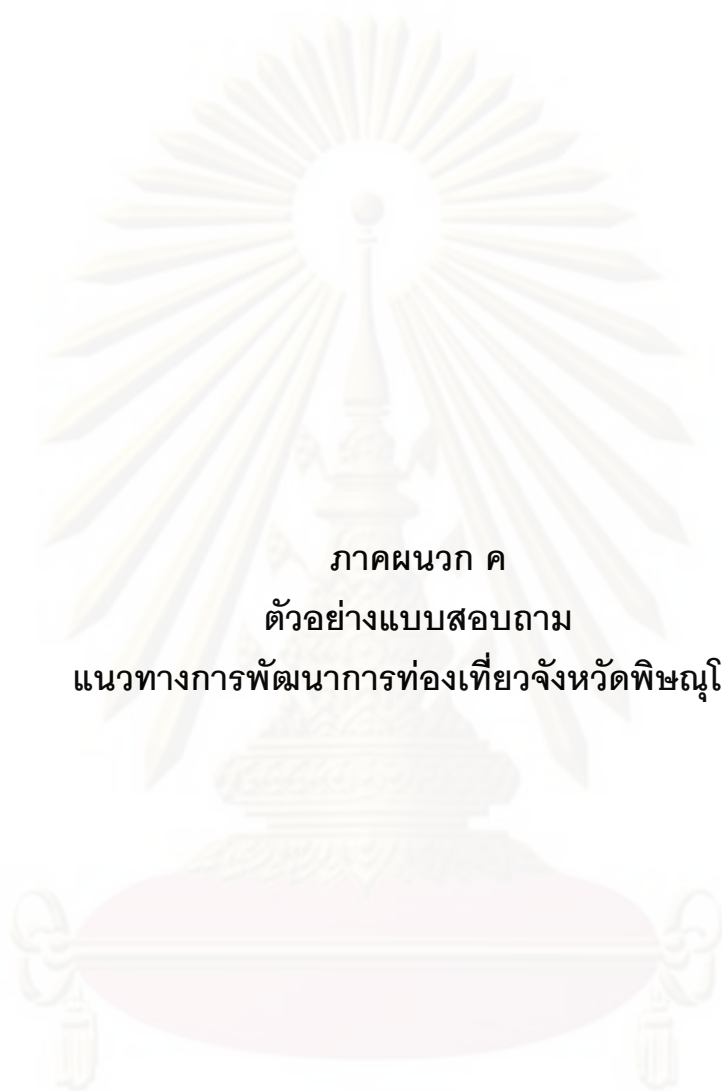 ภาคผนวก ค
ตัวอย่างแบบสอบถาม
แนวทางการพัฒนาการท่องเที่ยวจังหวัดพิษณุโ